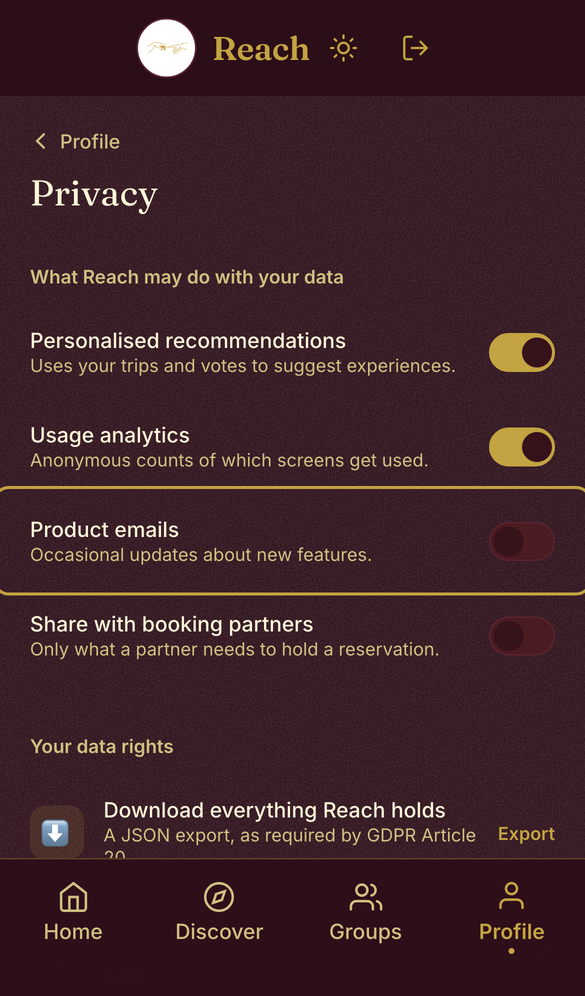 Reach
Profile
Privacy
What Reach may do with your data
Personalised recommendations
Uses your trips and votes to suggest experiences.
Usage analytics
Anonymous counts of which screens get used.
Product emails
Occasional updates about new features.
Share with booking partners
Only what a partner needs to hold a reservation.
Your data rights
Download everything Reach holds
A JSON export, as required by GDPR Article
20.
Export
Home
Discover
Groups
Profile